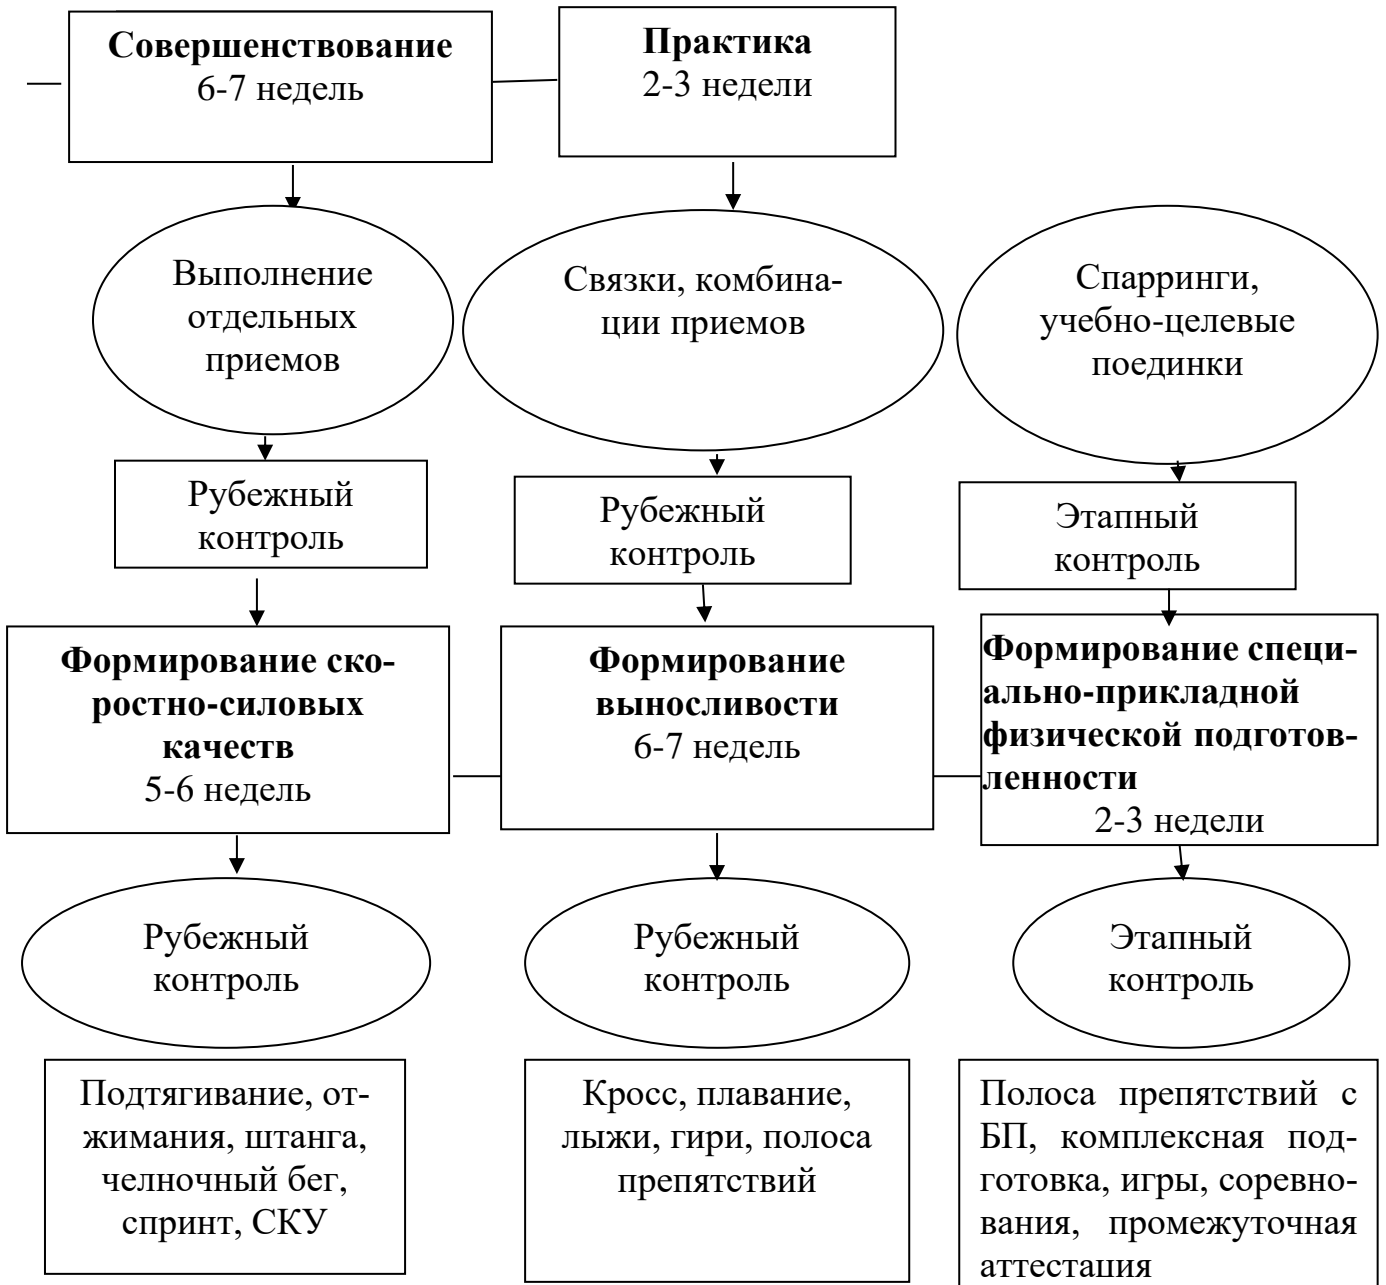 Совершенствование
6-7 недель
Практика
2-3 недели
Выполнение
отдельных
приемов
Связки, комбина-
ции приемов
Спарринги,
учебно-целевые
поединки
Рубежный
контроль
Рубежный
контроль
Этапный
контроль
Формирование ско-
ростно-силовых
качеств
5-6 недель
Формирование
выносливости
6-7 недель
Формирование специ-
ально-прикладной
физической подготов-
ленности
2-3 недели
Рубежный
контроль
Рубежный
контроль
Этапный
контроль
Подтягивание, от-
жимания, штанга,
челночный бег,
спринт, СКУ
Кросс, плавание,
лыжи, гири, полоса
препятствий
Полоса препятствий с
БП, комплексная под-
готовка, игры, соревно-
вания, промежуточная
аттестация